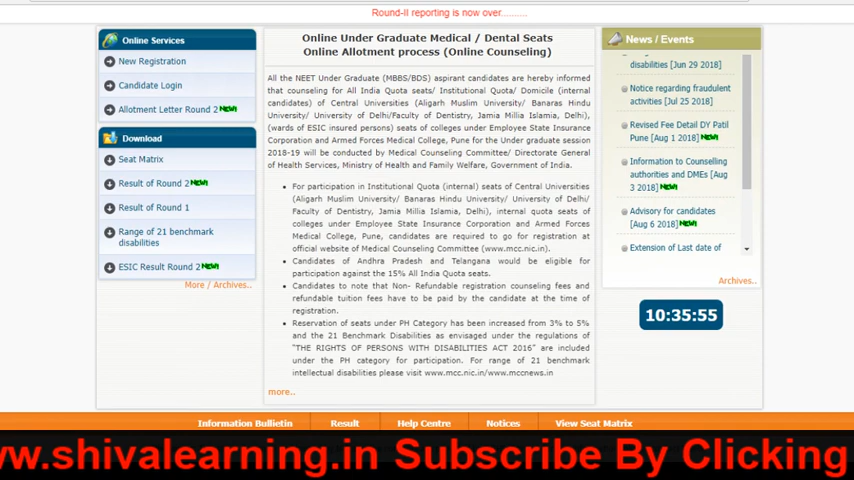 Round-II reporting is now over..........
Online Services
New Registration
Candidate Login
Allotment Letter Round 2 NEW!
Download
Seat Matrix
Result of Round 2 NEW!
Result of Round 1
Range of 21 benchmark
disabilities
ESIC Result Round 2 NEW!
More / Archives..
Online Under Graduate Medical / Dental Seats
Online Allotment process (Online Counseling)
All the NEET Under Graduate (MBBS/BDS) aspirant candidates are hereby informed
that counseling for All India Quota seats/ Institutional Quota/ Domicile (internal
candidates) of Central Universities (Aligarh Muslim University/ Banaras Hindu
University/ University of Delhi/Faculty of Dentistry, Jamia Millia Islamia, Delhi),
(wards of ESIC insured persons) seats of colleges under Employee State Insurance
Corporation and Armed Forces Medical College, Pune for the Under graduate session
2018-19 will be conducted by Medical Counseling Committee/ Directorate General
of Health Services, Ministry of Health and Family Welfare, Government of India.
For participation in Institutional Quota (internal) seats of Central Universities
(Aligarh Muslim University/ Banaras Hindu University/ University of Delhi/
Faculty of Dentistry, Jamia Millia Islamia, Delhi), internal quota seats of
colleges under Employee State Insurance Corporation and Armed Forces
Medical College, Pune, candidates are required to go for registration at
official website of Medical Counseling Committee (www.mcc.nic.in).
Candidates of Andhra Pradesh and Telangana would be eligible for
participation against the 15% All India Quota seats.
Candidates to note that Non- Refundable registration counseling fees and
refundable tuition fees have to be paid by the candidate at the time of
registration.
Reservation of seats under PH Category has been increased from 3% to 5%
and the 21 Benchmark Disabilities as envisaged under the regulations of
"THE RIGHTS OF PERSONS WITH DISABILITIES ACT 2016" are included
under the PH category for participation. For range of 21 benchmark
intellectual disabilities please visit www.mcc.nic.in/www.mccnews.in
more..
News / Events
disabilities [Jun 29 2018]
Notice regarding fraudulent
activities [Jul 25 2018]
Revised Fee Detail DY Patil
Pune [Aug 1 2018] NEW!
Information to Counselling
authorities and DMEs [Aug
3 2018] NEW!
Advisory for candidates
[Aug 6 2018] NEW!
Extension of Last date of
Archives..
10:35:55
Information Bulletin Result Help Centre Notices View Seat Matrix
ww.shivalearning.in Subscribe By Clicking